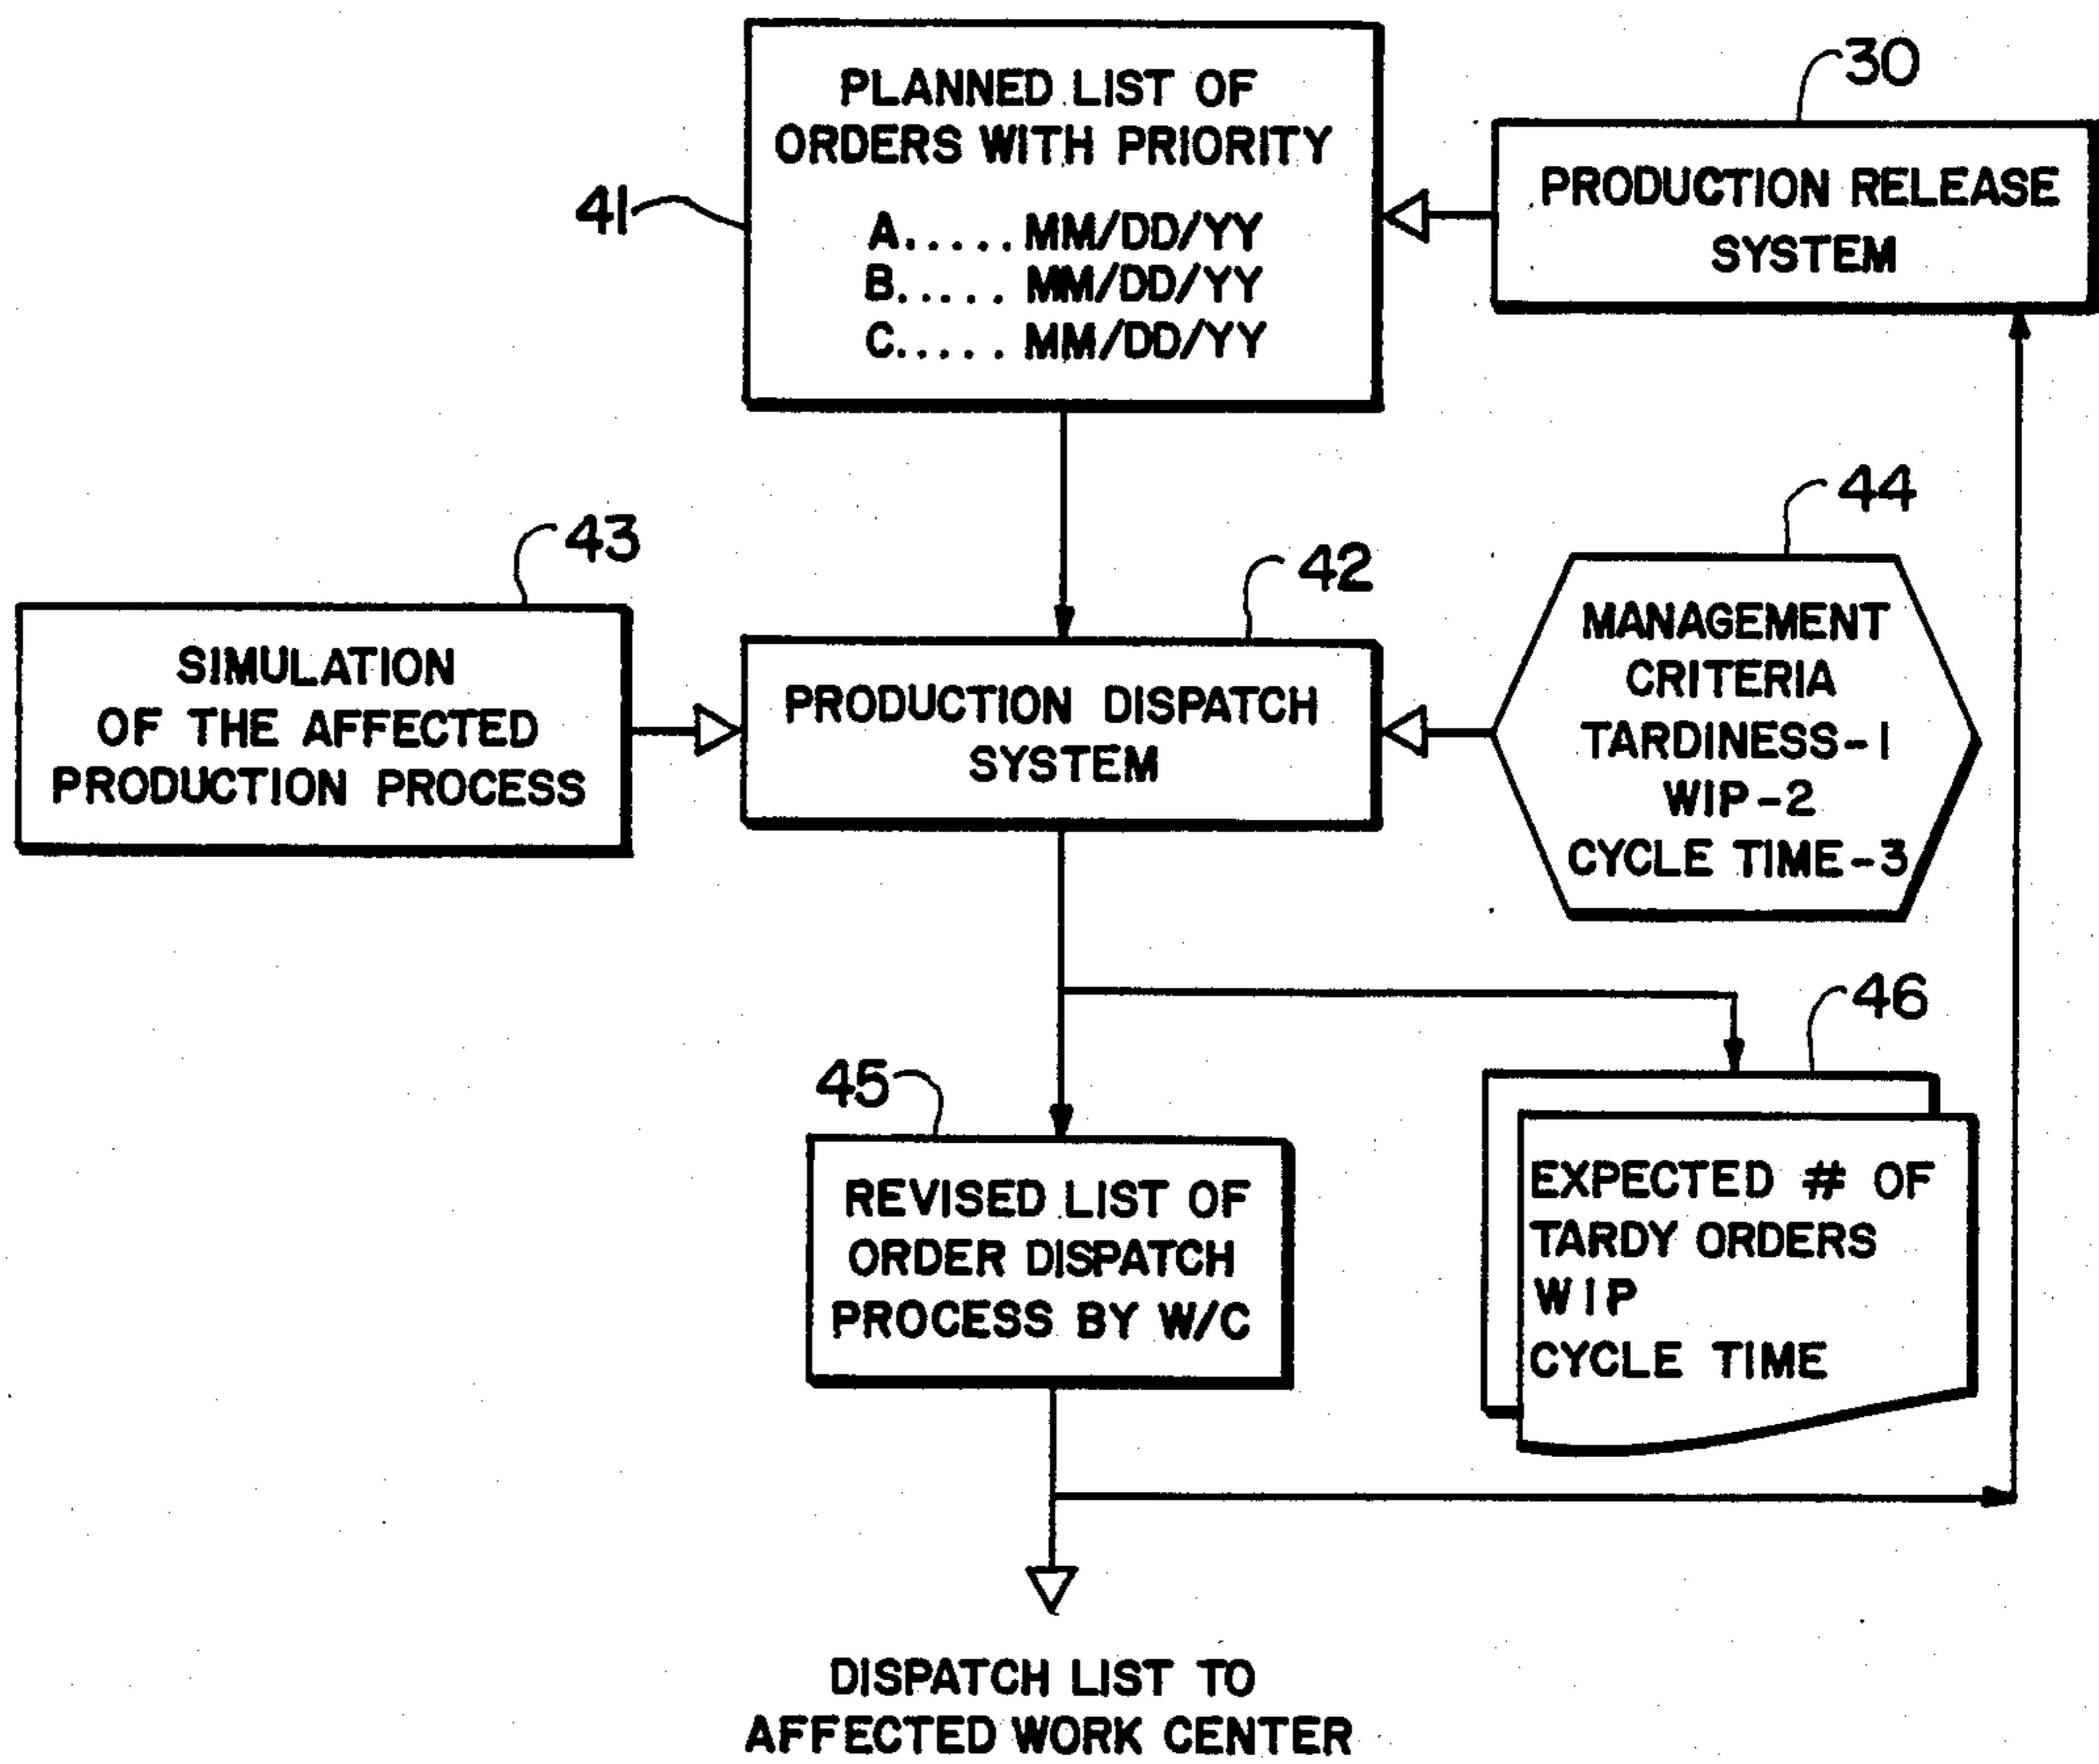 PLANNED LIST OF
ORDERS WITH PRIORITY
A..... MM/DD/YY
B..... MM/DD/YY
C..... MM/DD/YY
41
30
PRODUCTION RELEASE
SYSTEM
43
SIMULATION
OF THE AFFECTED
PRODUCTION PROCESS
42
PRODUCTION DISPATCH
SYSTEM
44
MANAGEMENT
CRITERIA
TARDINESS-1
WIP-2
CYCLE TIME-3
45
REVISED LIST OF
ORDER DISPATCH
PROCESS BY W/C
46
EXPECTED # OF
TARDY ORDERS
WIP
CYCLE TIME
DISPATCH LIST TO
AFFECTED WORK CENTER